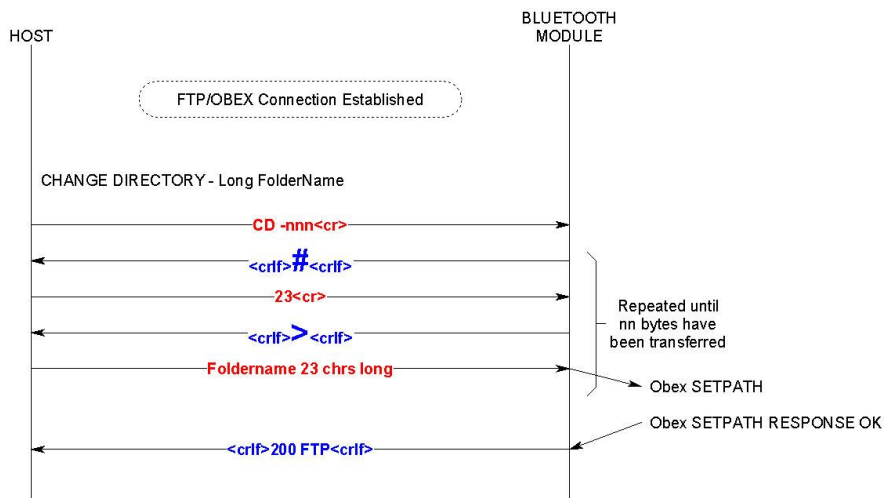 HOST
BLUETOOTH
MODULE
FTP/OBEX Connection Established
CHANGE DIRECTORY - Long FolderName
CD -nnn<cr>
<crlf>#<crlf>
23<cr>
<crlf>><crlf>
Foldername 23 chrs long
Repeated until
nn bytes have
been transferred
Obex SETPATH
Obex SETPATH RESPONSE OK
<crlf>200 FTP<crlf>